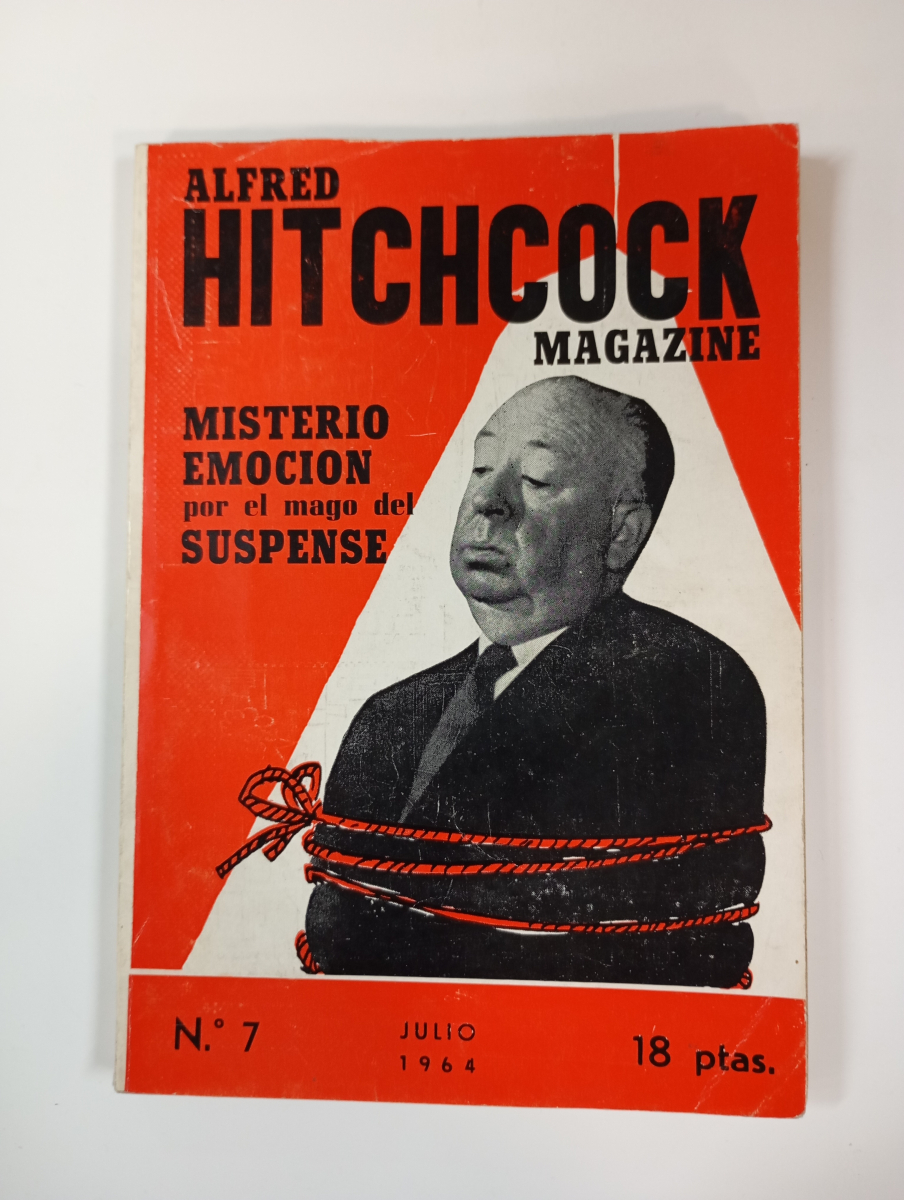 ALFRED
HITCHCOCK
MAGAZINE
MISTERIO
EMOCION
por el mago del
SUSPENSE
N.º 7
JULIO
1964
18 ptas.